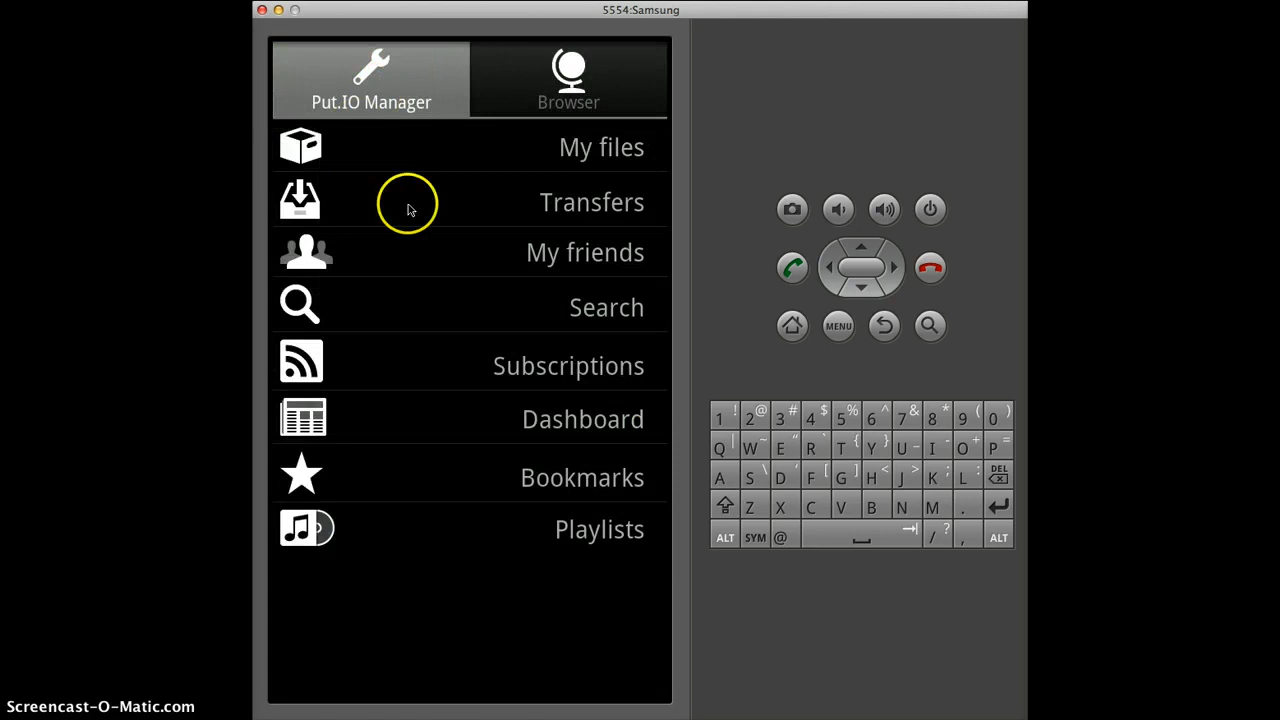 5554:Samsung
Put.IO Manager
Browser
My files
Transfers
My friends
Search
Subscriptions
Dashboard
Bookmarks
Playlists
MENU
1 ! 2 @ 3 # 4 $ 5 % 6 ^ 7 & 8 * 9 ( 0 )
Q | W ~ E " R ` T { Y } U _ I - O + P =
A S \ D ' F [ G ] H < J > K ; L : DEL
Z X C V B N M .
ALT SYM @ / ? , ALT
Screencast-O-Matic.com